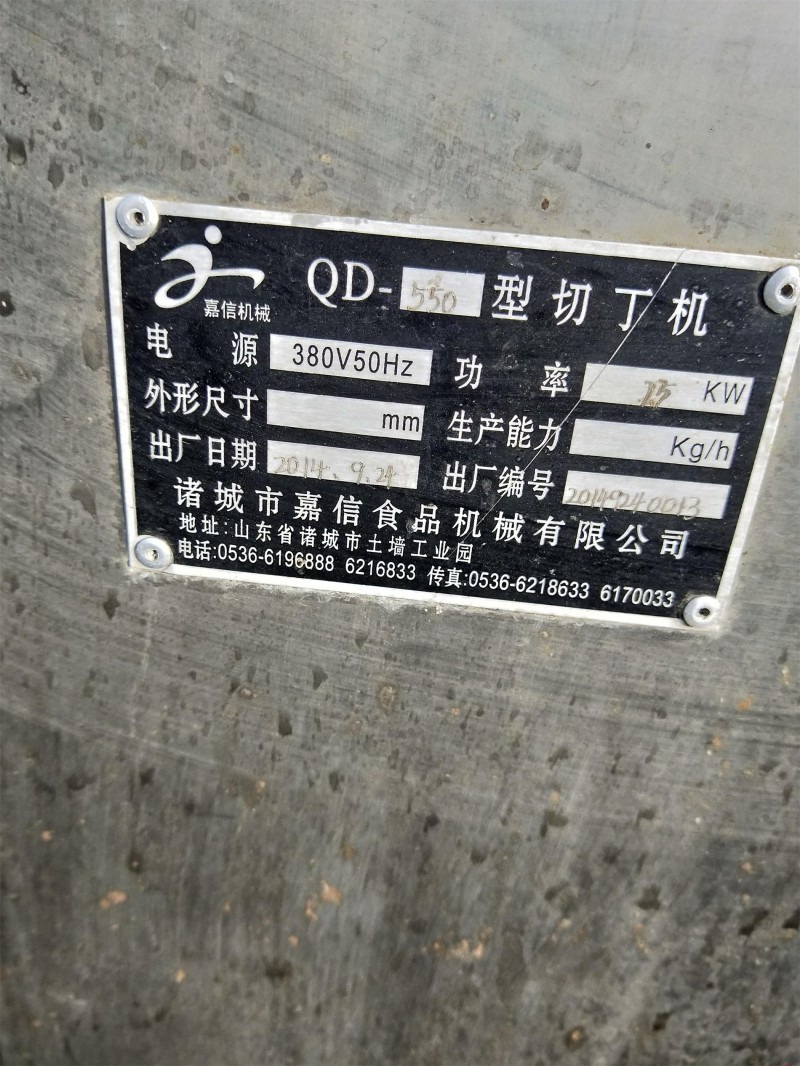 嘉信机械
QD-550型切丁机
电源 380V50Hz 功率 KW
外形尺寸 mm 生产能力 Kg/h
出厂日期 2014.9.24 出厂编号 20149240013
诸城市嘉信食品机械有限公司
地址:山东省诸城市土墙工业园
电话:0536-6196888 6216833 传真:0536-6218633 6170033